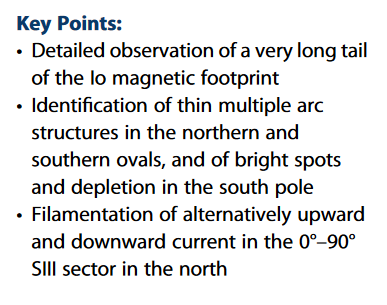 Key Points:
• Detailed observation of a very long tail
of the Io magnetic footprint
• Identification of thin multiple arc
structures in the northern and
southern ovals, and of bright spots
and depletion in the south pole
• Filamentation of alternatively upward
and downward current in the 0°–90°
SIII sector in the north